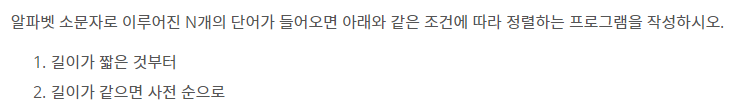 알파벳 소문자로 이루어진 N개의 단어가 들어오면 아래와 같은 조건에 따라 정렬하는 프로그램을 작성하시오.
1. 길이가 짧은 것부터
2. 길이가 같으면 사전 순으로